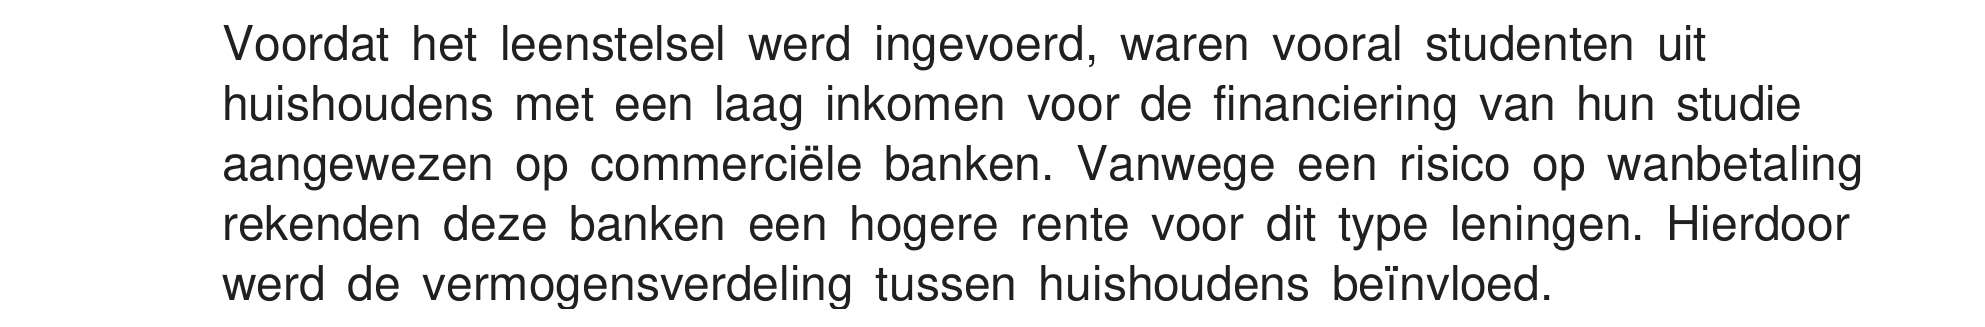 Voordat het leenstelsel werd ingevoerd, waren vooral studenten uit
huishoudens met een laag inkomen voor de financiering van hun studie
aangewezen op commerciële banken. Vanwege een risico op wanbetaling
rekenden deze banken een hogere rente voor dit type leningen. Hierdoor
werd de vermogensverdeling tussen huishoudens beïnvloed.